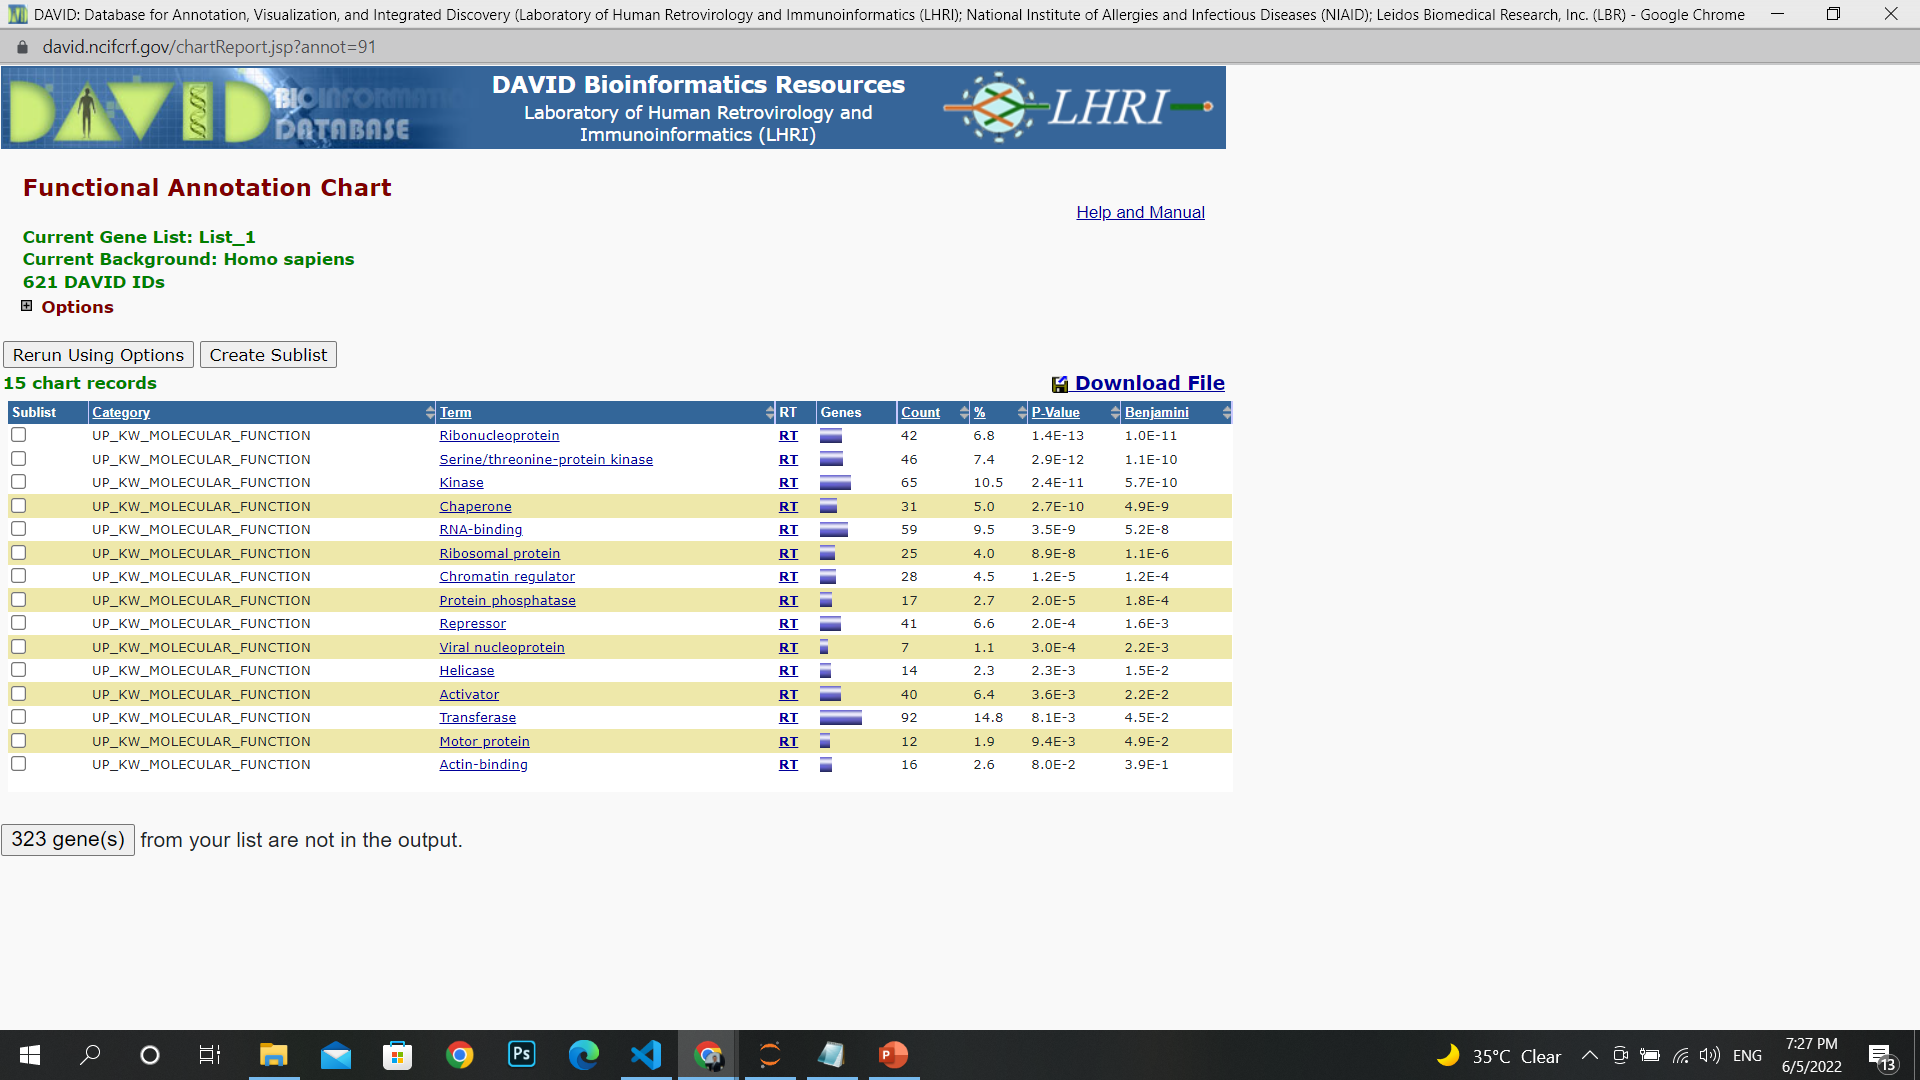 DAVID: Database for Annotation, Visualization, and Integrated Discovery (Laboratory of Human Retrovirology and Immunoinformatics (LHRI); National Institute of Allergies and Infectious Diseases (NIAID); Leidos Biomedical Research, Inc. (LBR) - Google Chrome
david.ncifcrf.gov/chartReport.jsp?annot=91
DAVID BIOINFORMATICS DATABASE
DAVID Bioinformatics Resources
Laboratory of Human Retrovirology and
Immunoinformatics (LHRI)
LHRI
Functional Annotation Chart
Help and Manual
Current Gene List: List_1
Current Background: Homo sapiens
621 DAVID IDs
Options
Rerun Using Options Create Sublist
15 chart records Download File
Sublist Category Term RT Genes Count % P-Value Benjamini
UP_KW_MOLECULAR_FUNCTION Ribonucleoprotein RT 42 6.8 1.4E-13 1.0E-11
UP_KW_MOLECULAR_FUNCTION Serine/threonine-protein kinase RT 46 7.4 2.9E-12 1.1E-10
UP_KW_MOLECULAR_FUNCTION Kinase RT 65 10.5 2.4E-11 5.7E-10
UP_KW_MOLECULAR_FUNCTION Chaperone RT 31 5.0 2.7E-10 4.9E-9
UP_KW_MOLECULAR_FUNCTION RNA-binding RT 59 9.5 3.5E-9 5.2E-8
UP_KW_MOLECULAR_FUNCTION Ribosomal protein RT 25 4.0 8.9E-8 1.1E-6
UP_KW_MOLECULAR_FUNCTION Chromatin regulator RT 28 4.5 1.2E-5 1.2E-4
UP_KW_MOLECULAR_FUNCTION Protein phosphatase RT 17 2.7 2.0E-5 1.8E-4
UP_KW_MOLECULAR_FUNCTION Repressor RT 41 6.6 2.0E-4 1.6E-3
UP_KW_MOLECULAR_FUNCTION Viral nucleoprotein RT 7 1.1 3.0E-4 2.2E-3
UP_KW_MOLECULAR_FUNCTION Helicase RT 14 2.3 2.3E-3 1.5E-2
UP_KW_MOLECULAR_FUNCTION Activator RT 40 6.4 3.6E-3 2.2E-2
UP_KW_MOLECULAR_FUNCTION Transferase RT 92 14.8 8.1E-3 4.5E-2
UP_KW_MOLECULAR_FUNCTION Motor protein RT 12 1.9 9.4E-3 4.9E-2
UP_KW_MOLECULAR_FUNCTION Actin-binding RT 16 2.6 8.0E-2 3.9E-1
323 gene(s) from your list are not in the output.
Ps
P
35°C Clear
ENG
7:27 PM
6/5/2022
13